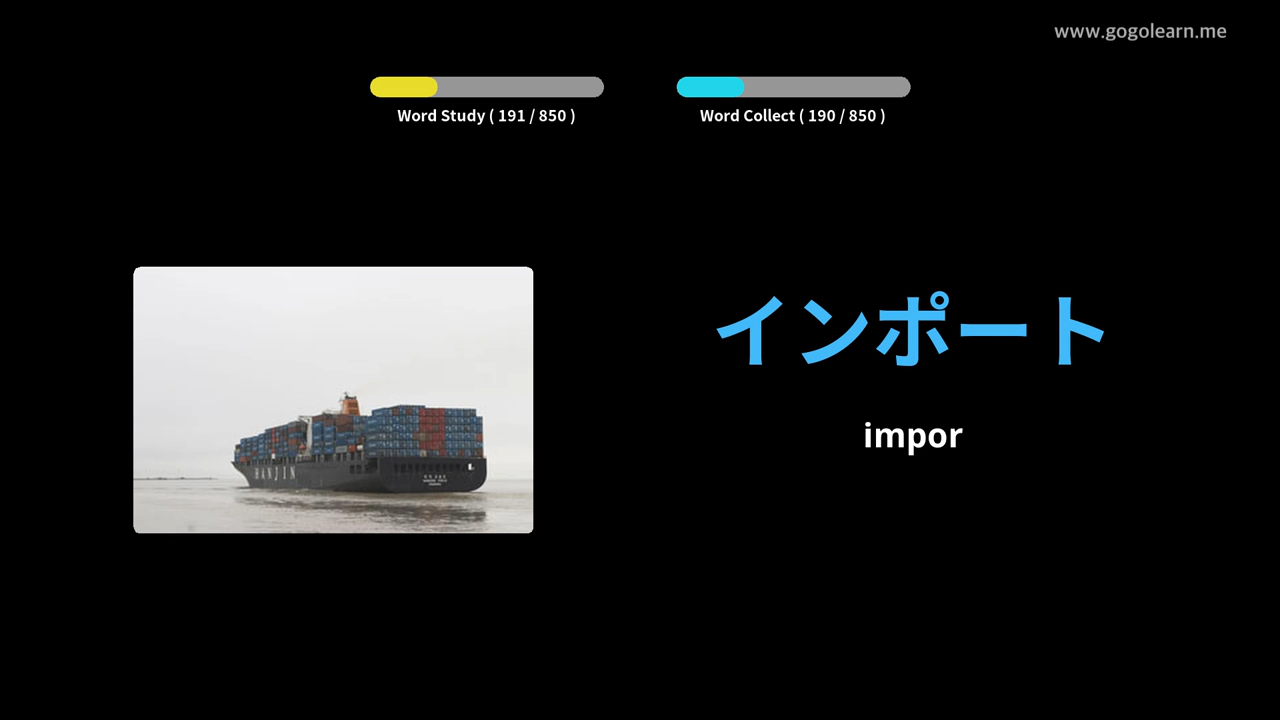 www.gogolearn.me
Word Study ( 191 / 850 )
Word Collect ( 190 / 850 )
インポート
impor
HANJIN